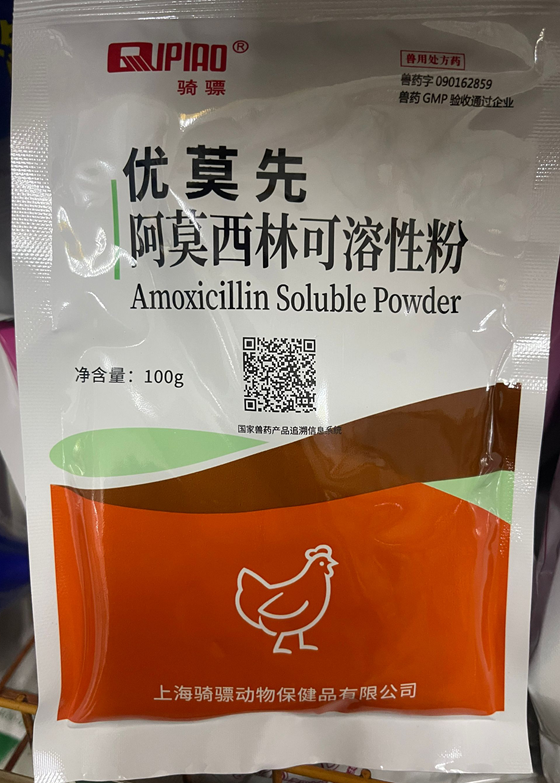 QIPIAO®
骑骠
兽用处方药
兽药字 090162859
兽药 GMP 验收通过企业
优莫先
阿莫西林可溶性粉
Amoxicillin Soluble Powder
净含量：100g
国家兽药产品追溯信息系统
上海骑骠动物保健品有限公司